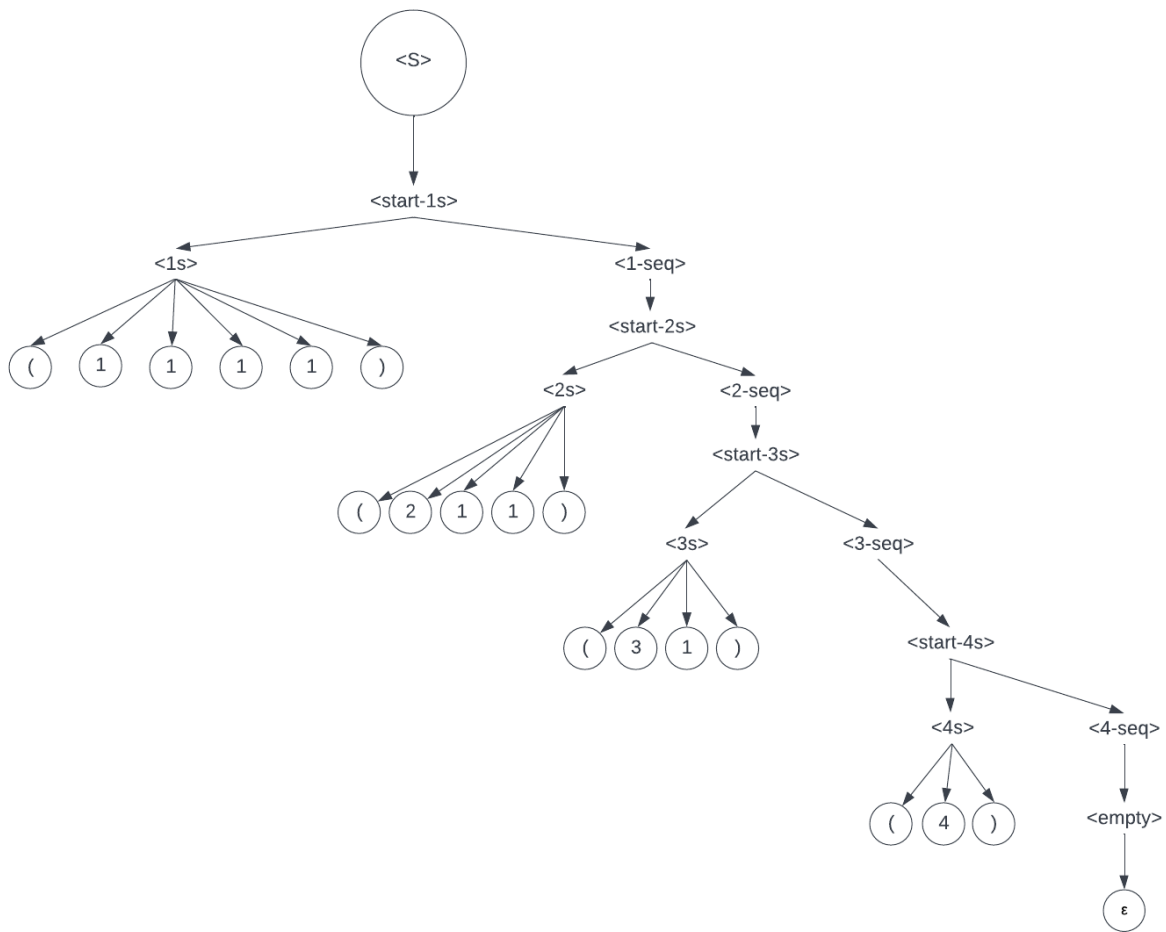 <S>
<start-1s>
<1s> <1-seq>
<start-2s>
( 1 1 1 1 )
<2s> <2-seq>
<start-3s>
( 2 1 1 )
<3s> <3-seq>
( 3 1 )
<start-4s>
<4s> <4-seq>
( 4 )
<empty>
ε